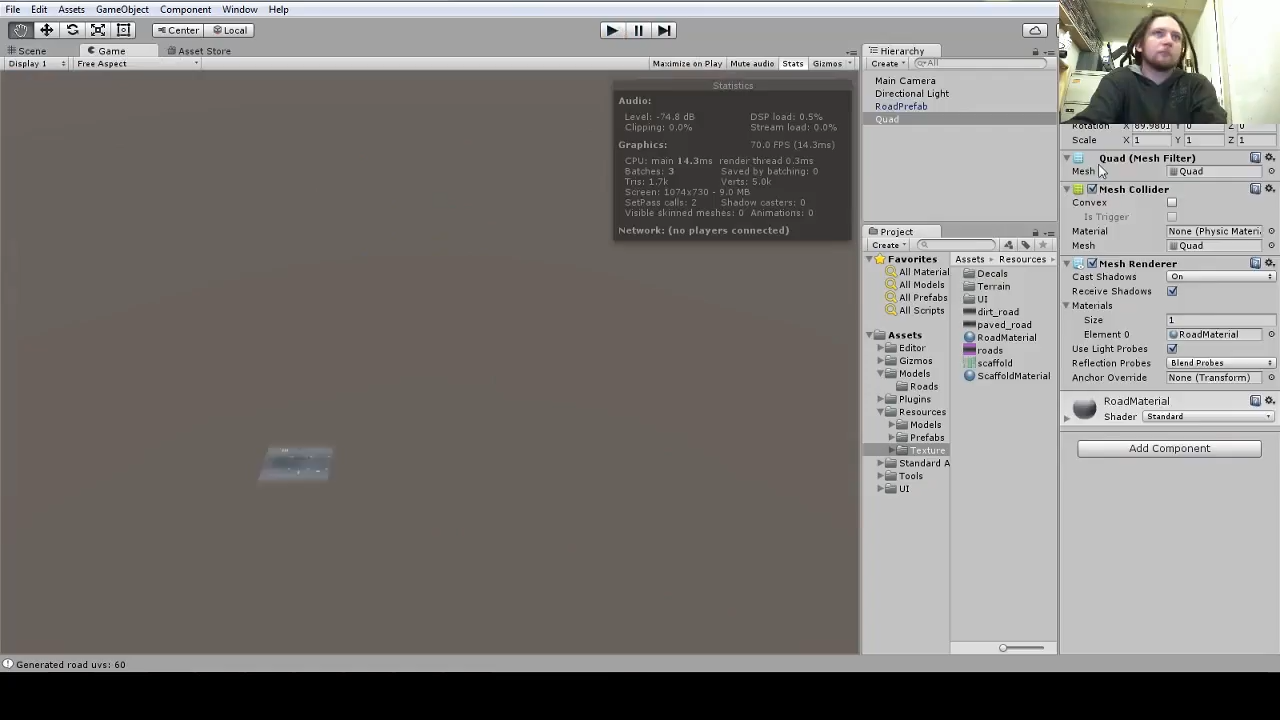 File Edit Assets GameObject Component Window Help
Center Local
Scene Game Asset Store
Display 1 Free Aspect Maximize on Play Mute audio Stats Gizmos
Statistics
Audio:
Level: -74.8 dB DSP load: 0.5%
Clipping: 0.0% Stream load: 0.0%
Graphics: 70.0 FPS (14.3ms)
CPU: main 14.3ms render thread 0.3ms
Batches: 3 Saved by batching: 0
Tris: 1.7k Verts: 5.0k
Screen: 1074x730 - 9.0 MB
SetPass calls: 2 Shadow casters: 0
Visible skinned meshes: 0 Animations: 0
Network: (no players connected)
Hierarchy
Create All
Main Camera
Directional Light
RoadPrefab
Quad
Project
Create
Favorites
All Material
All Models
All Prefabs
All Scripts
Assets
Editor
Gizmos
Models
Roads
Plugins
Resources
Models
Prefabs
Texture
Standard A
Tools
UI
Assets Resources
Decals
Terrain
UI
dirt_road
paved_road
RoadMaterial
roads
scaffold
ScaffoldMaterial
Rotation X 89.9801 Y 0 Z 0
Scale X 1 Y 1 Z 1
Quad (Mesh Filter)
Mesh Quad
Mesh Collider
Convex
Is Trigger
Material None (Physic Materi
Mesh Quad
Mesh Renderer
Cast Shadows On
Receive Shadows
Materials
Size 1
Element 0 RoadMaterial
Use Light Probes
Reflection Probes Blend Probes
Anchor Override None (Transform)
RoadMaterial
Shader Standard
Add Component
Generated road uvs: 60